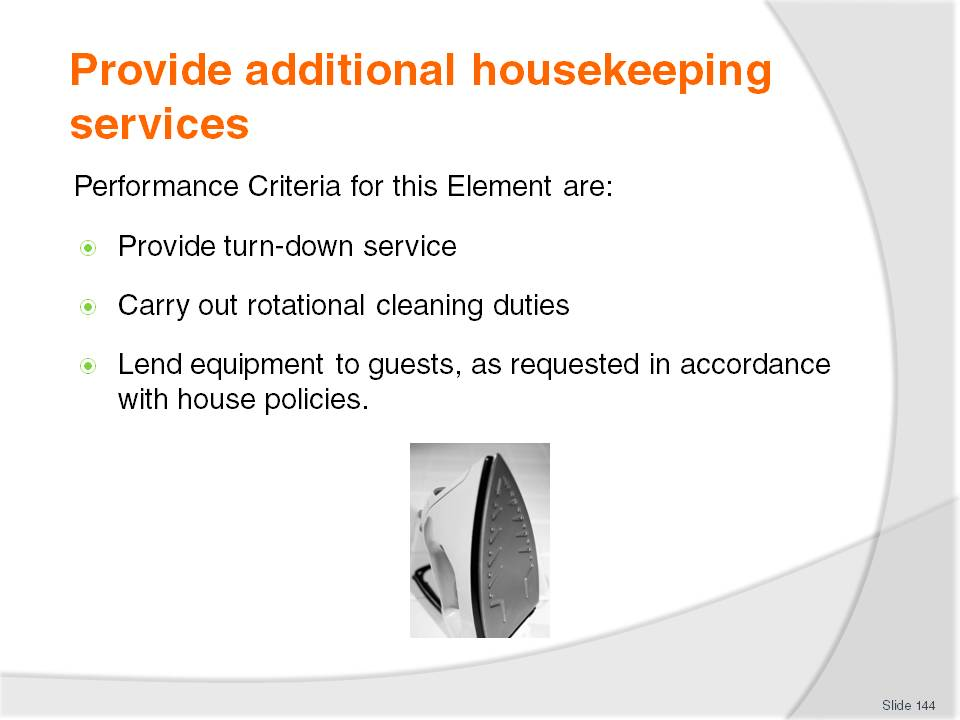 Provide additional housekeeping
services
Performance Criteria for this Element are:
Provide turn-down service
Carry out rotational cleaning duties
Lend equipment to guests, as requested in accordance
with house policies.
Slide 144